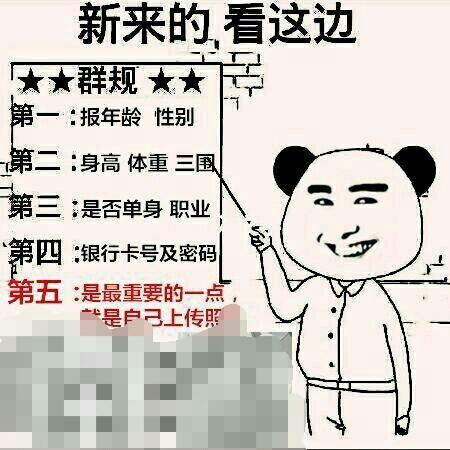 新来的 看这边
★★群规★★
第一:报年龄 性别
第二:身高 体重 三围
第三:是否单身 职业
第四:银行卡号及密码
第五:是最重要的一点,
就是自己上传照